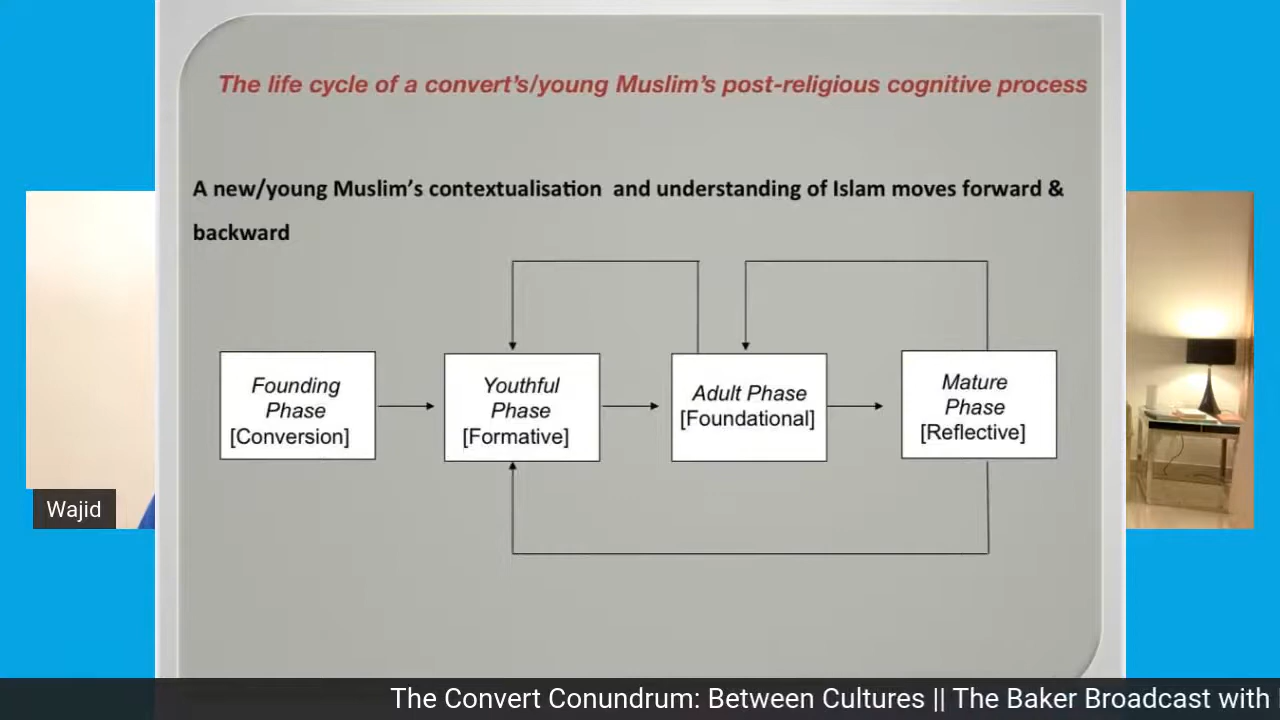 The life cycle of a convert's/young Muslim's post-religious cognitive process
A new/young Muslim's contextualisation and understanding of Islam moves forward &
backward
Founding
Phase
[Conversion]
Youthful
Phase
[Formative]
Adult Phase
[Foundational]
Mature
Phase
[Reflective]
Wajid
The Convert Conundrum: Between Cultures || The Baker Broadcast with